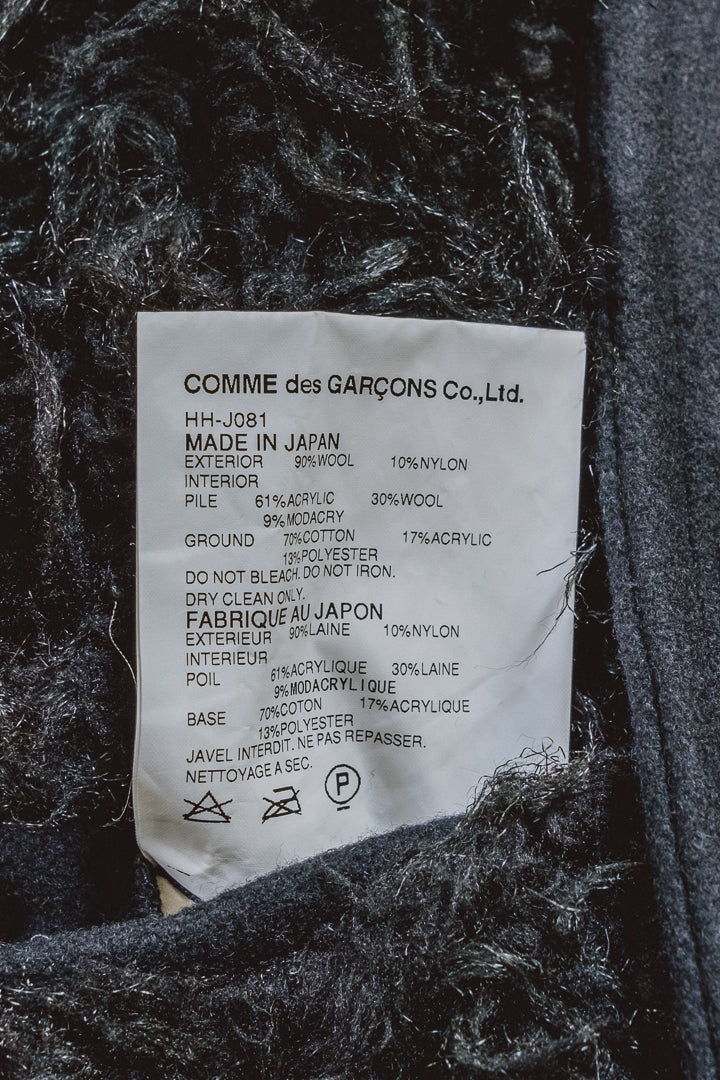 COMME des GARÇONS Co.,Ltd.
HH-J081
MADE IN JAPAN
EXTERIOR 90%WOOL 10%NYLON
INTERIOR
PILE 61%ACRYLIC 30%WOOL
9%MODACRY
GROUND 70%COTTON 17%ACRYLIC
13%POLYESTER
DO NOT BLEACH. DO NOT IRON.
DRY CLEAN ONLY.
FABRIQUE AU JAPON
EXTERIEUR 90%LAINE 10%NYLON
INTERIEUR
POIL 61%ACRYLIQUE 30%LAINE
9%MODACRYLIQUE
BASE 70%COTON 17%ACRYLIQUE
13%POLYESTER
JAVEL INTERDIT. NE PAS REPASSER.
NETTOYAGE A SEC.
P